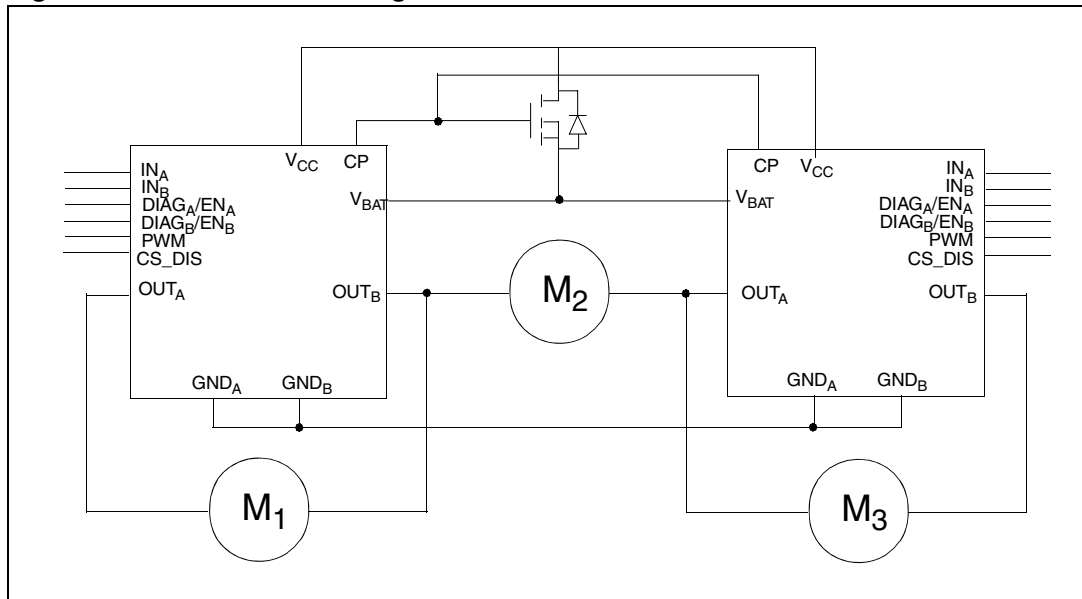 V_CC CP
IN_A
IN_B
DIAG_A/EN_A
DIAG_B/EN_B
PWM
CS_DIS
OUT_A
V_BAT
OUT_B
GND_A GND_B
M_1
M_2
CP V_CC
V_BAT
IN_A
IN_B
DIAG_A/EN_A
DIAG_B/EN_B
PWM
CS_DIS
OUT_A
OUT_B
GND_A GND_B
M_3